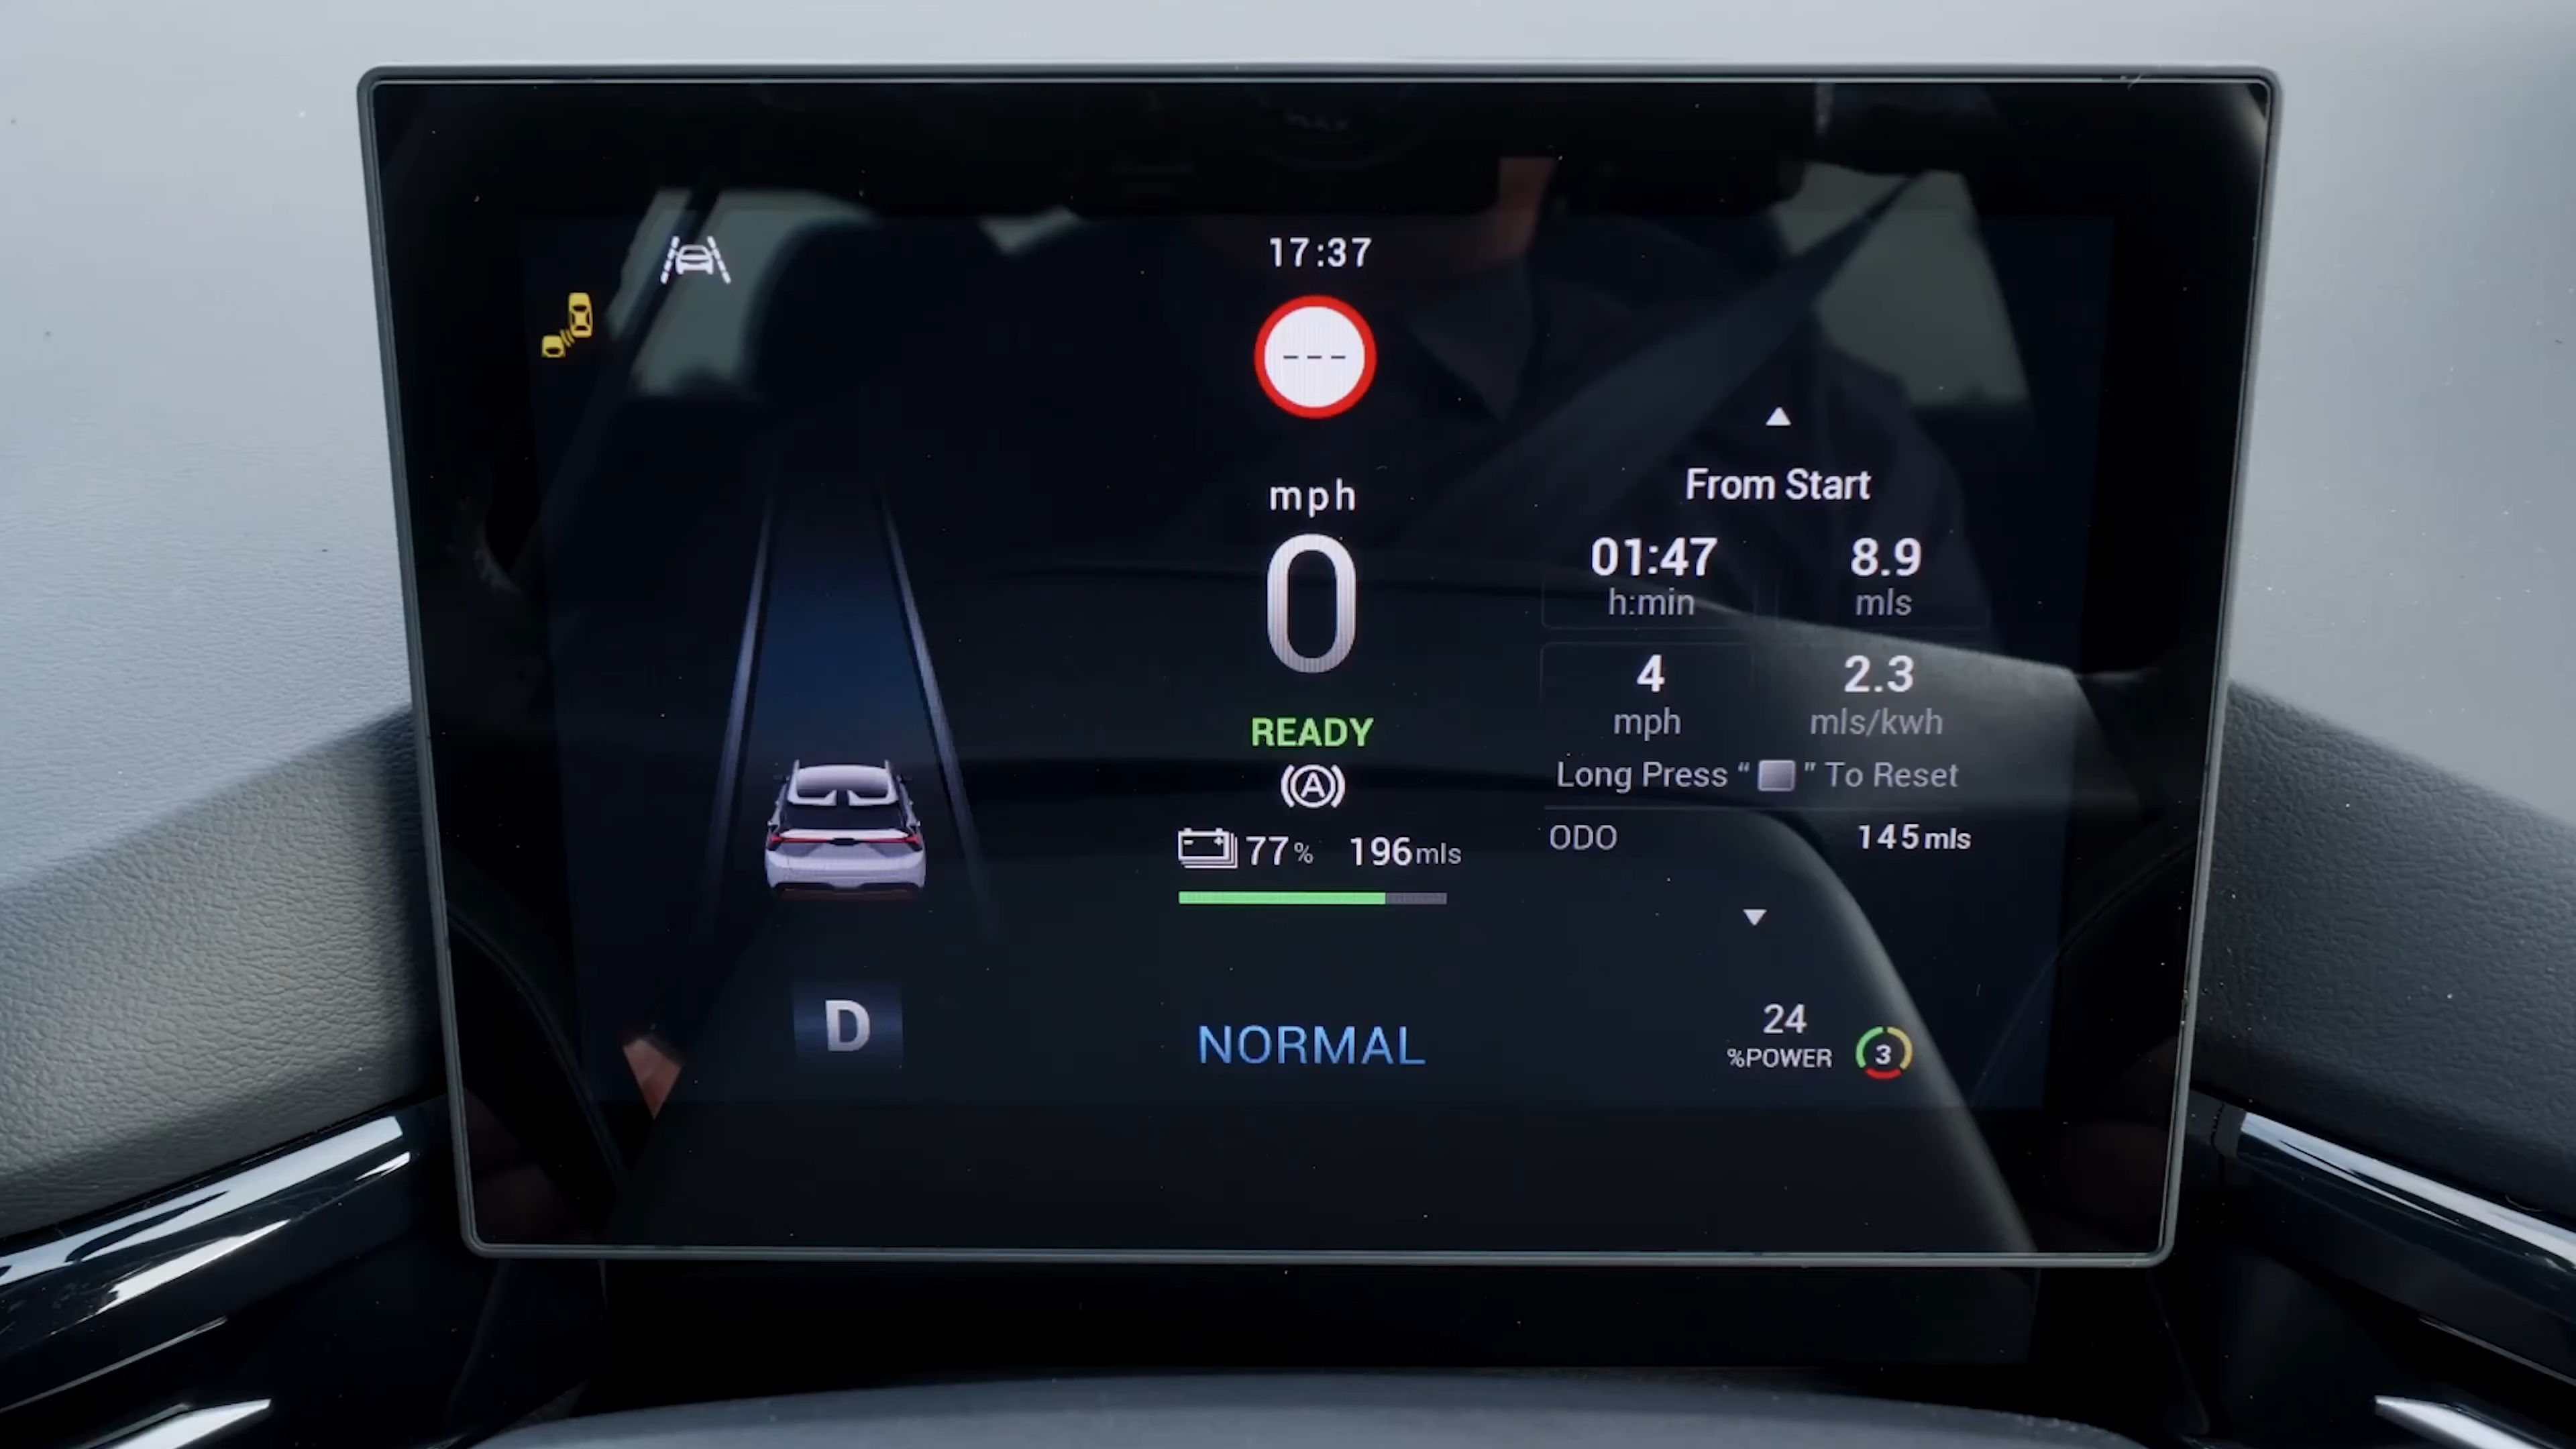 17:37
---
mph
0
READY
A
77% 196mls
From Start
01:47 8.9
h:min mls
4 2.3
mph mls/kwh
Long Press “ ” To Reset
ODO 145mls
D
NORMAL
24
%POWER
3